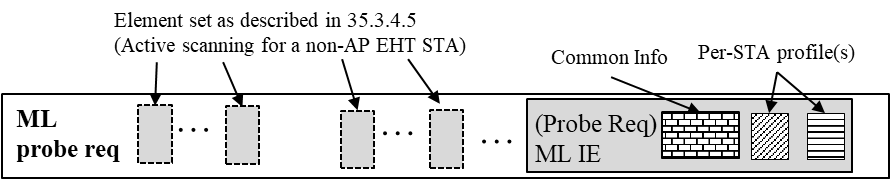 Element set as described in 35.3.4.5
(Active scanning for a non-AP EHT STA)
Common Info
Per-STA profile(s)
ML
probe req
...
...
...
(Probe Req)
ML IE